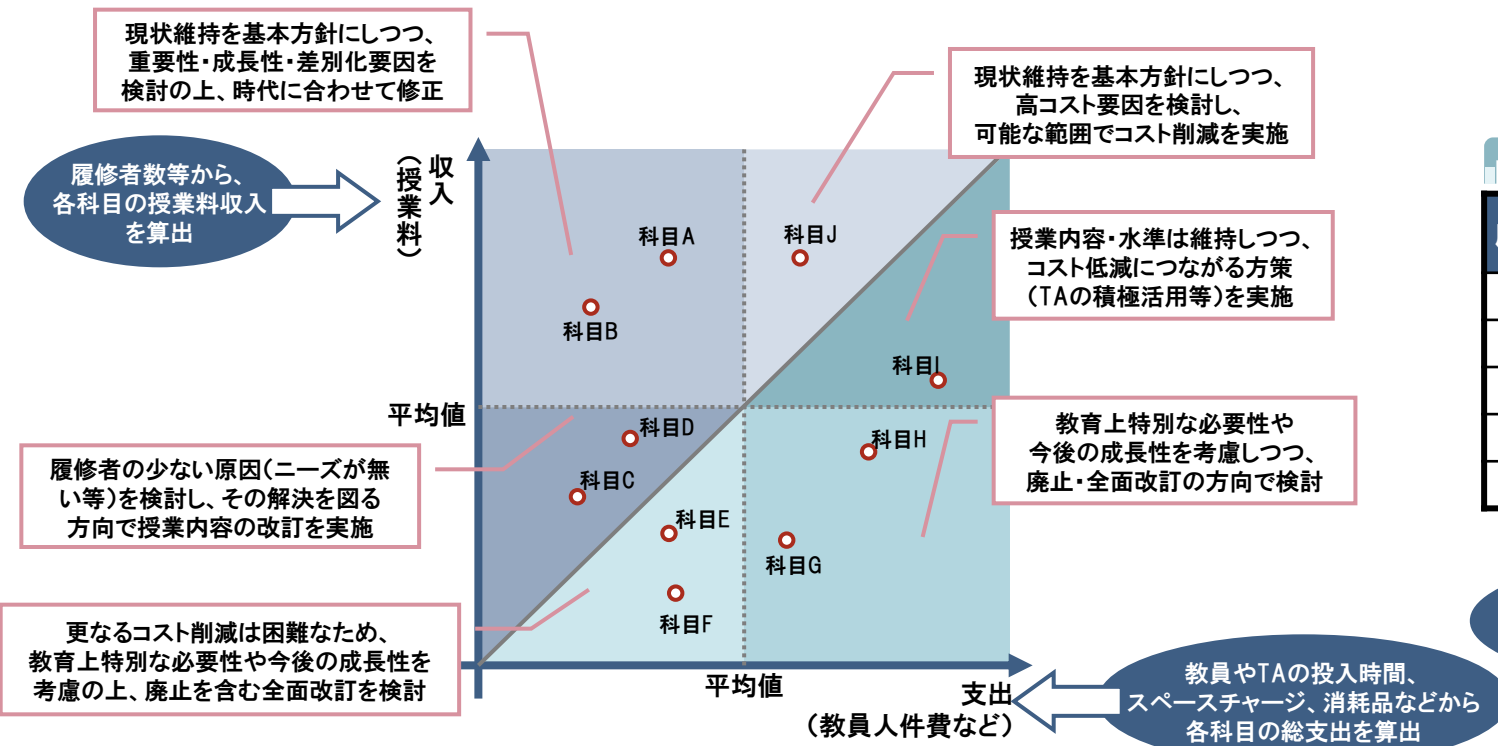 現状維持を基本方針にしつつ、
重要性・成長性・差別化要因を
検討の上、時代に合わせて修正
現状維持を基本方針にしつつ、
高コスト要因を検討し、
可能な範囲でコスト削減を実施
履修者数等から、
各科目の授業料収入
を算出
収入
（授業料）
科目A
科目J
科目B
授業内容・水準は維持しつつ、
コスト低減につながる方策
（TAの積極活用等）を実施
科目I
平均値
科目D
科目H
科目C
教育上特別な必要性や
今後の成長性を考慮しつつ、
廃止・全面改訂の方向で検討
履修者の少ない原因（ニーズが無
い等）を検討し、その解決を図る
方向で授業内容の改訂を実施
科目E
科目G
科目F
更なるコスト削減は困難なため、
教育上特別な必要性や今後の成長性を
考慮の上、廃止を含む全面改訂を検討
平均値
支出
（教員人件費など）
教員やTAの投入時間、
スペースチャージ、消耗品などから
各科目の総支出を算出